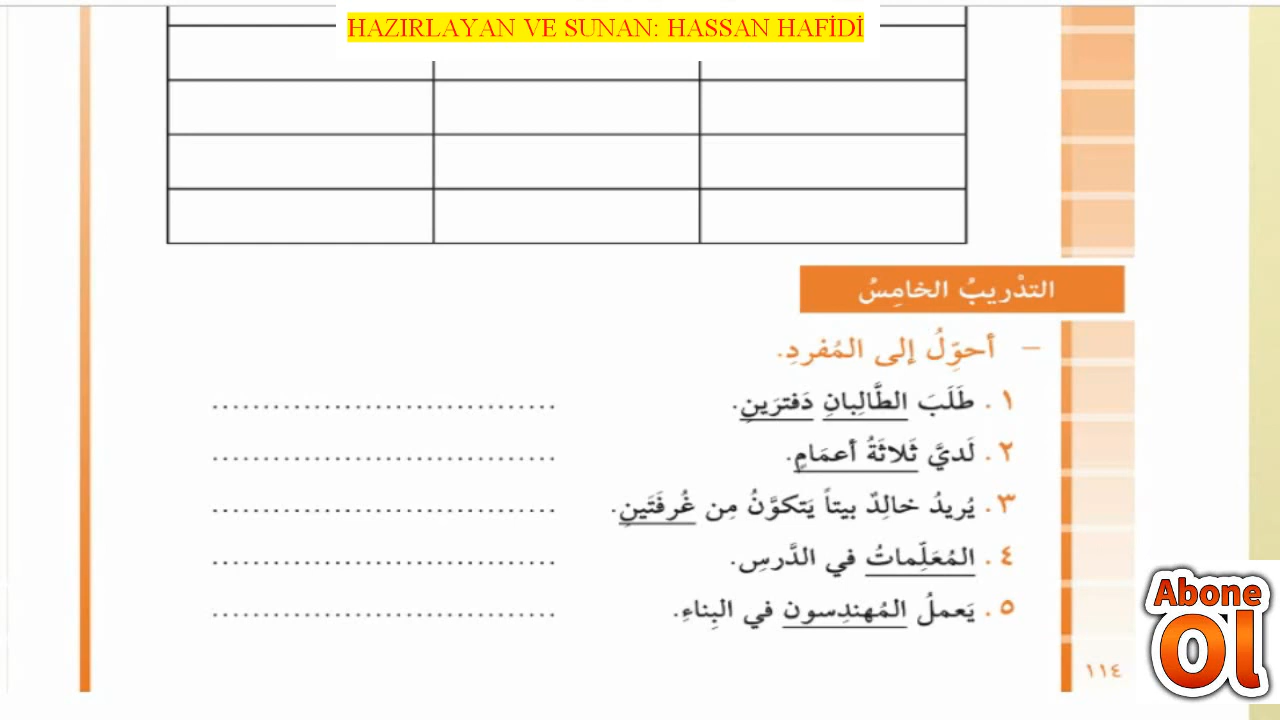 HAZIRLAYAN VE SUNAN: HASSAN HAFİDİ
التدْريبُ الخامِسُ
– أحوِّلُ إلى المُفردِ.
١. طَلَبَ الطَّالِبانِ دَفترَينِ. .................................
٢. لَديَّ ثَلاثَةُ أعمَامٍ. .................................
٣. يُريدُ خالِدٌ بيتاً يَتكوَّنُ مِن غُرفَتَينِ. .................................
٤. المُعَلِّماتُ في الدَّرسِ. .................................
٥. يَعملُ المُهندِسون في البِناءِ. .................................
١١٤
Abone
Ol